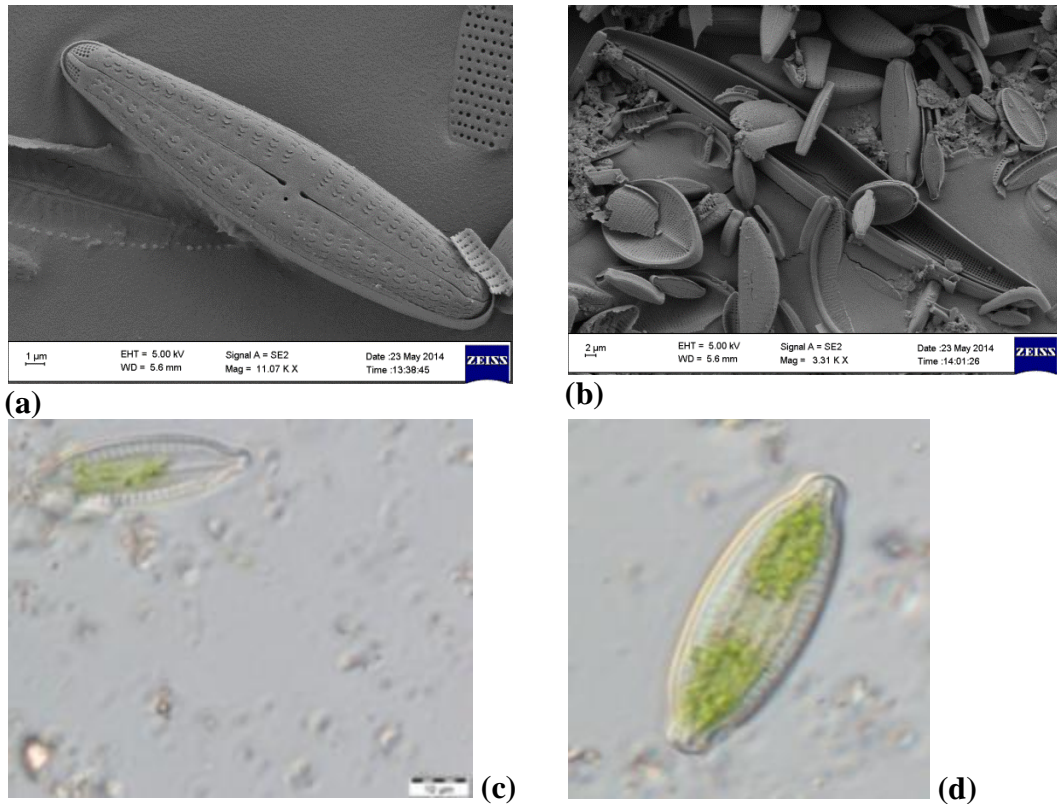 1 µm
EHT = 5.00 kV
WD = 5.6 mm
Signal A = SE2
Mag = 11.07 K X
Date :23 May 2014
Time :13:38:45
ZEISS
(a)
2 µm
EHT = 5.00 kV
WD = 5.6 mm
Signal A = SE2
Mag = 3.31 K X
Date :23 May 2014
Time :14:01:26
ZEISS
(b)
10 µm
(c)
(d)